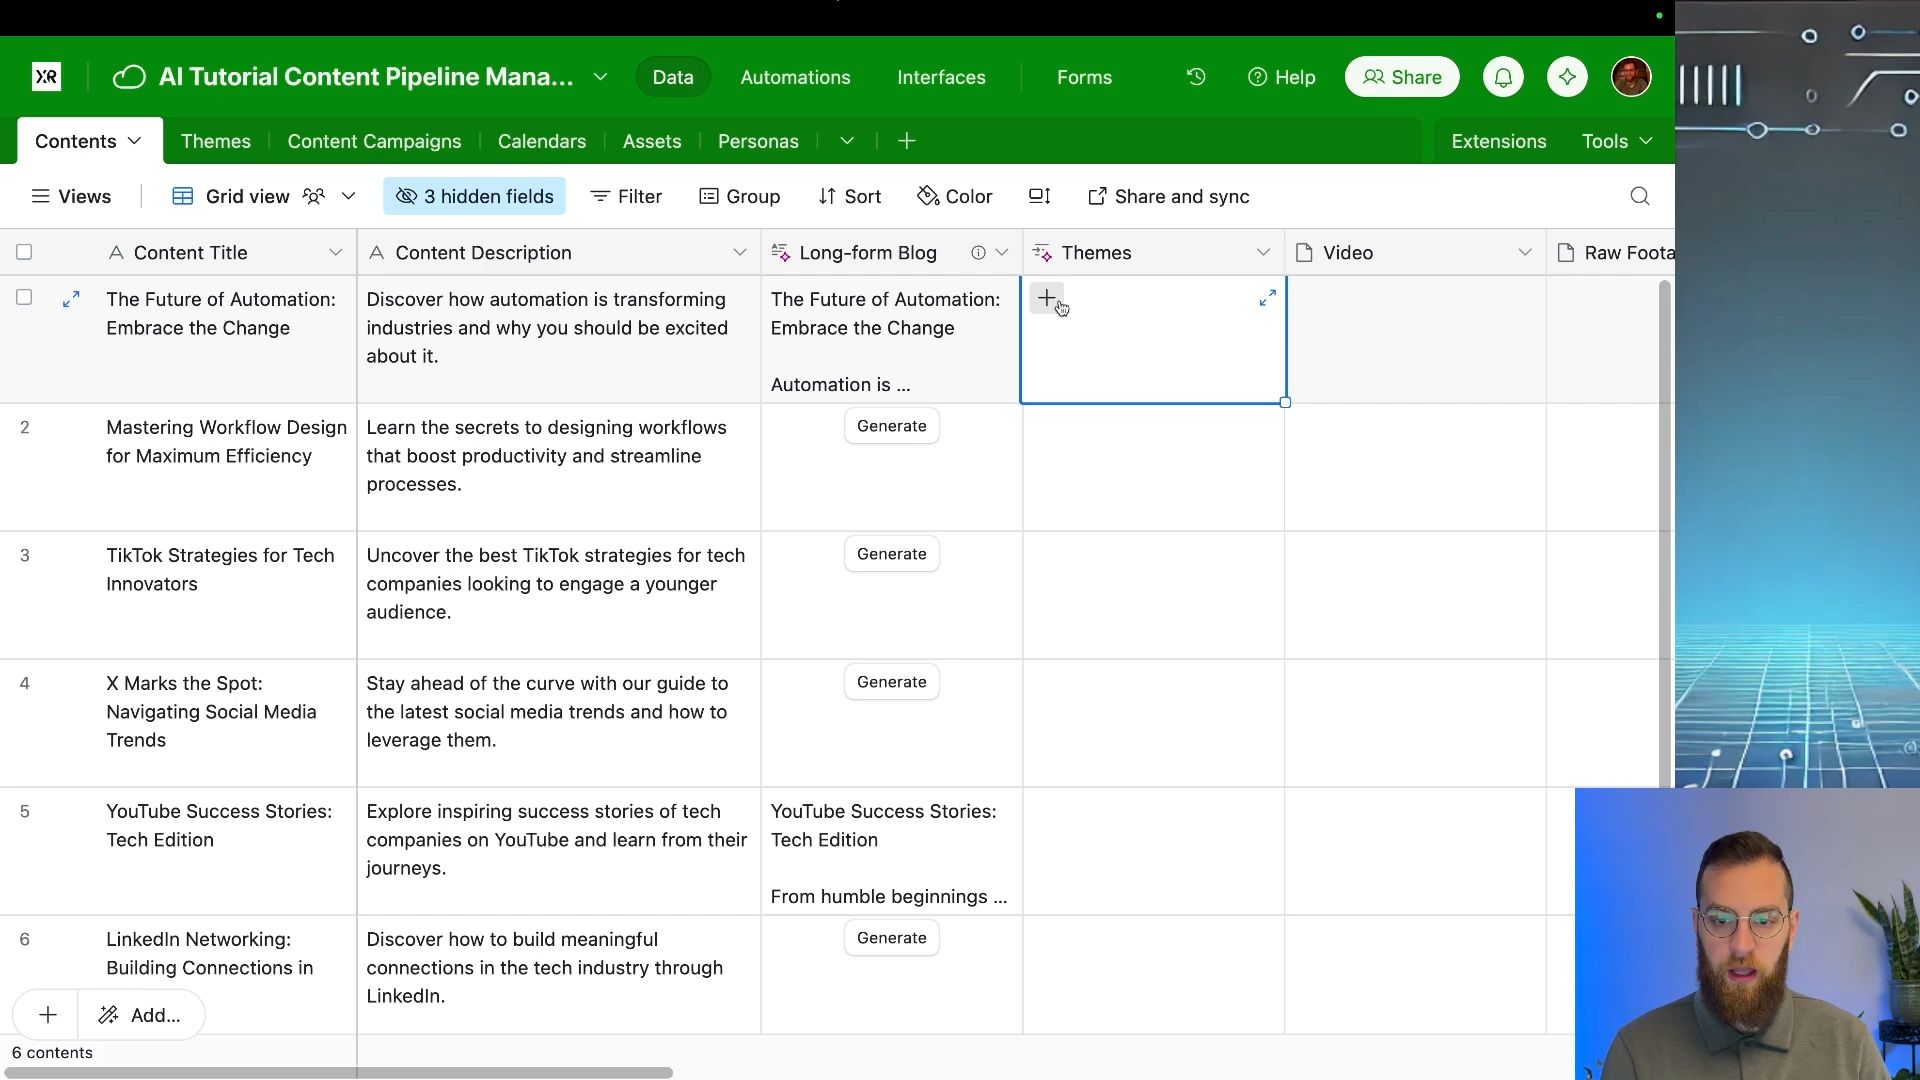 XR
AI Tutorial Content Pipeline Mana...
Data
Automations
Interfaces
Forms
Help
Share
Contents
Themes
Content Campaigns
Calendars
Assets
Personas
Extensions
Tools
Views
Grid view
3 hidden fields
Filter
Group
Sort
Color
Share and sync
Content Title
Content Description
Long-form Blog
Themes
Video
Raw Foota
The Future of Automation:
Embrace the Change
Discover how automation is transforming
industries and why you should be excited
about it.
The Future of Automation:
Embrace the Change
Automation is ...
2
Mastering Workflow Design
for Maximum Efficiency
Learn the secrets to designing workflows
that boost productivity and streamline
processes.
Generate
3
TikTok Strategies for Tech
Innovators
Uncover the best TikTok strategies for tech
companies looking to engage a younger
audience.
Generate
4
X Marks the Spot:
Navigating Social Media
Trends
Stay ahead of the curve with our guide to
the latest social media trends and how to
leverage them.
Generate
5
YouTube Success Stories:
Tech Edition
Explore inspiring success stories of tech
companies on YouTube and learn from their
journeys.
YouTube Success Stories:
Tech Edition
From humble beginnings ...
6
LinkedIn Networking:
Building Connections in
Discover how to build meaningful
connections in the tech industry through
LinkedIn.
Generate
Add...
6 contents